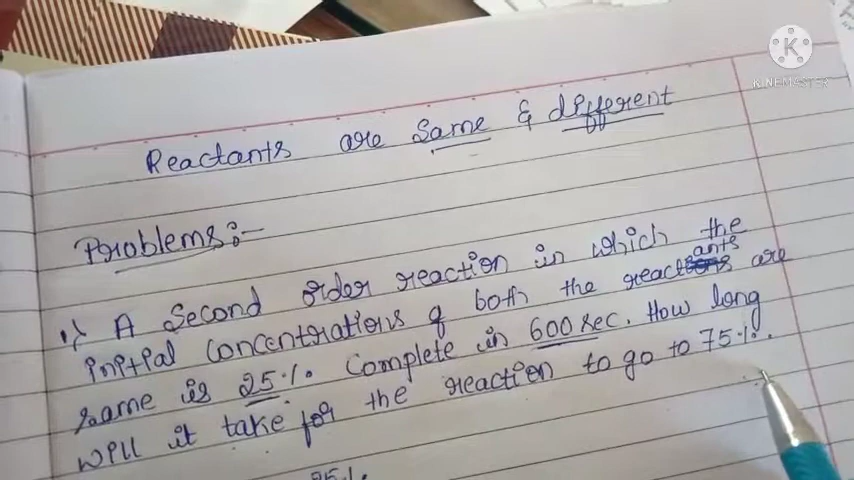 KINEMASTER
Reactants are same & different
Problems:-
1) A second order reaction in which the
initial concentrations of both the reactants are
same is 25%. Complete in 600 sec. How long
will it take for the reaction to go to 75%.
25%